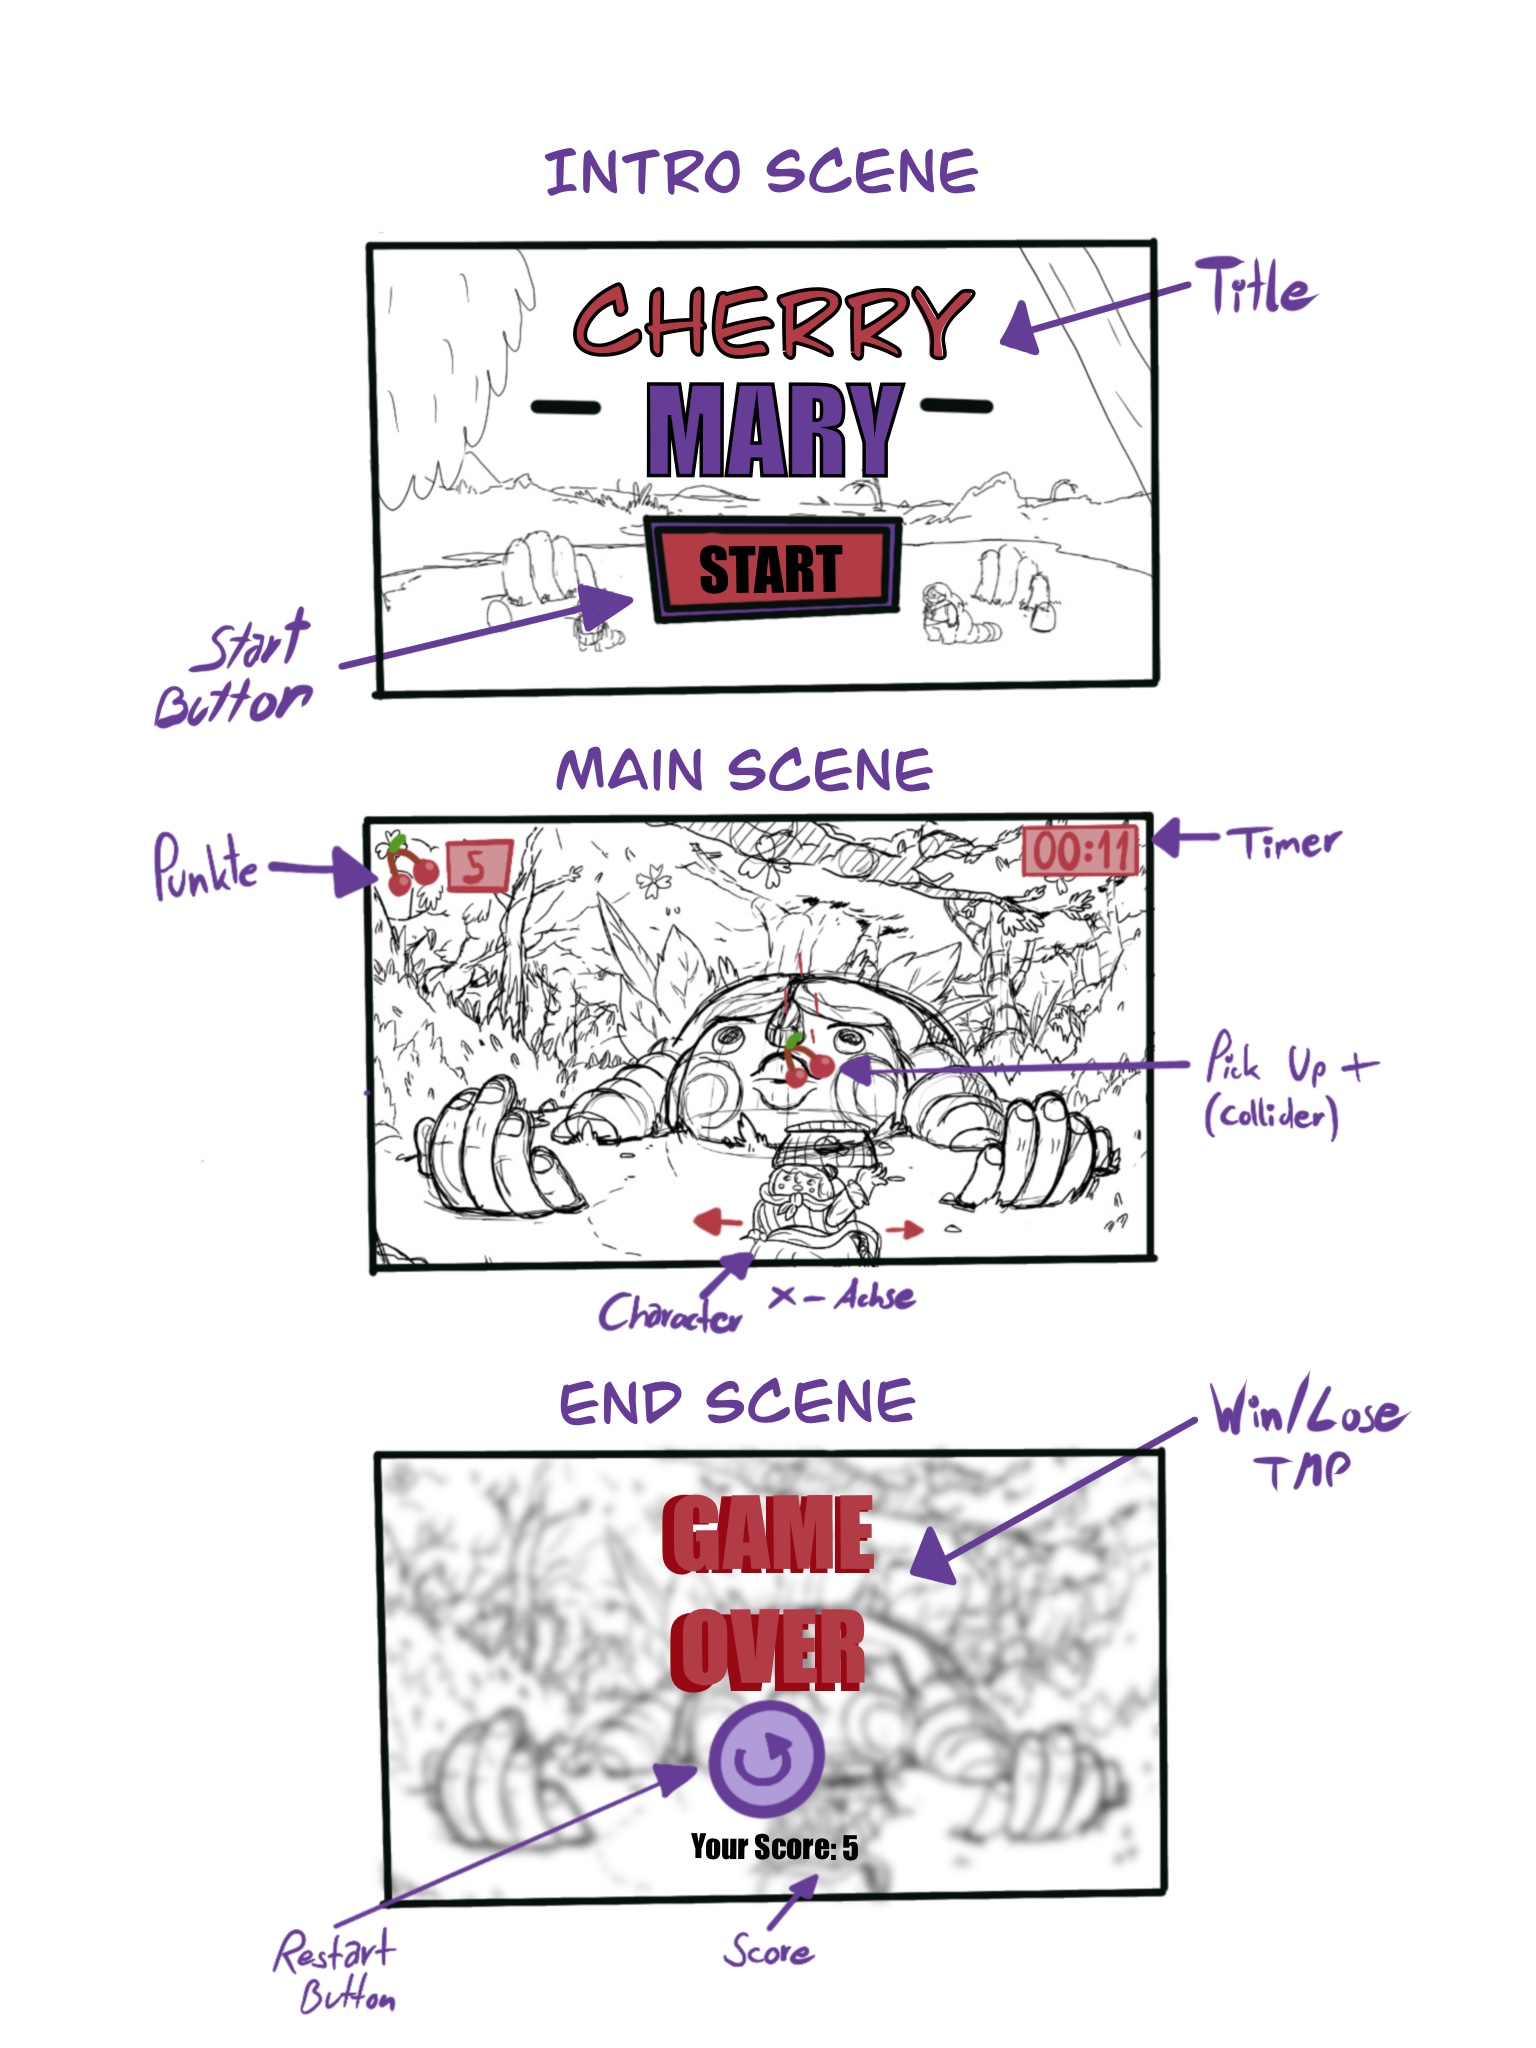 INTRO SCENE
Title
CHERRY
MARY
START
Start
Button
MAIN SCENE
Punkte
5
00:11
Timer
Pick Up +
(Collider)
Character
X-Achse
END SCENE
Win/Lose
TMP
GAME
OVER
Your Score: 5
Restart
Button
Score